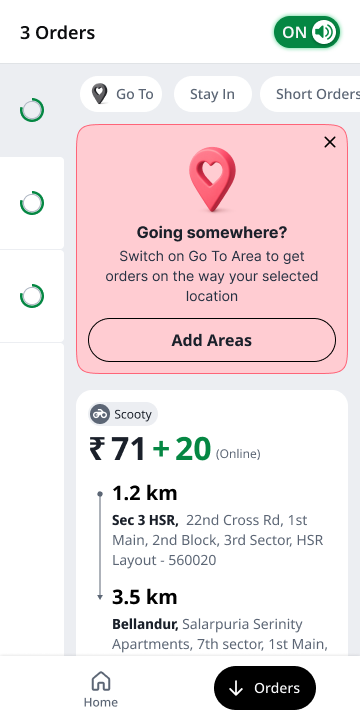 3 Orders
ON
Go To
Stay In
Short Orders
Going somewhere?
Switch on Go To Area to get
orders on the way your selected
location
Add Areas
Scooty
₹ 71 + 20 (Online)
1.2 km
Sec 3 HSR, 22nd Cross Rd, 1st
Main, 2nd Block, 3rd Sector, HSR
Layout - 560020
3.5 km
Bellandur, Salarpuria Serinity
Apartments, 7th sector, 1st Main,
Home
Orders